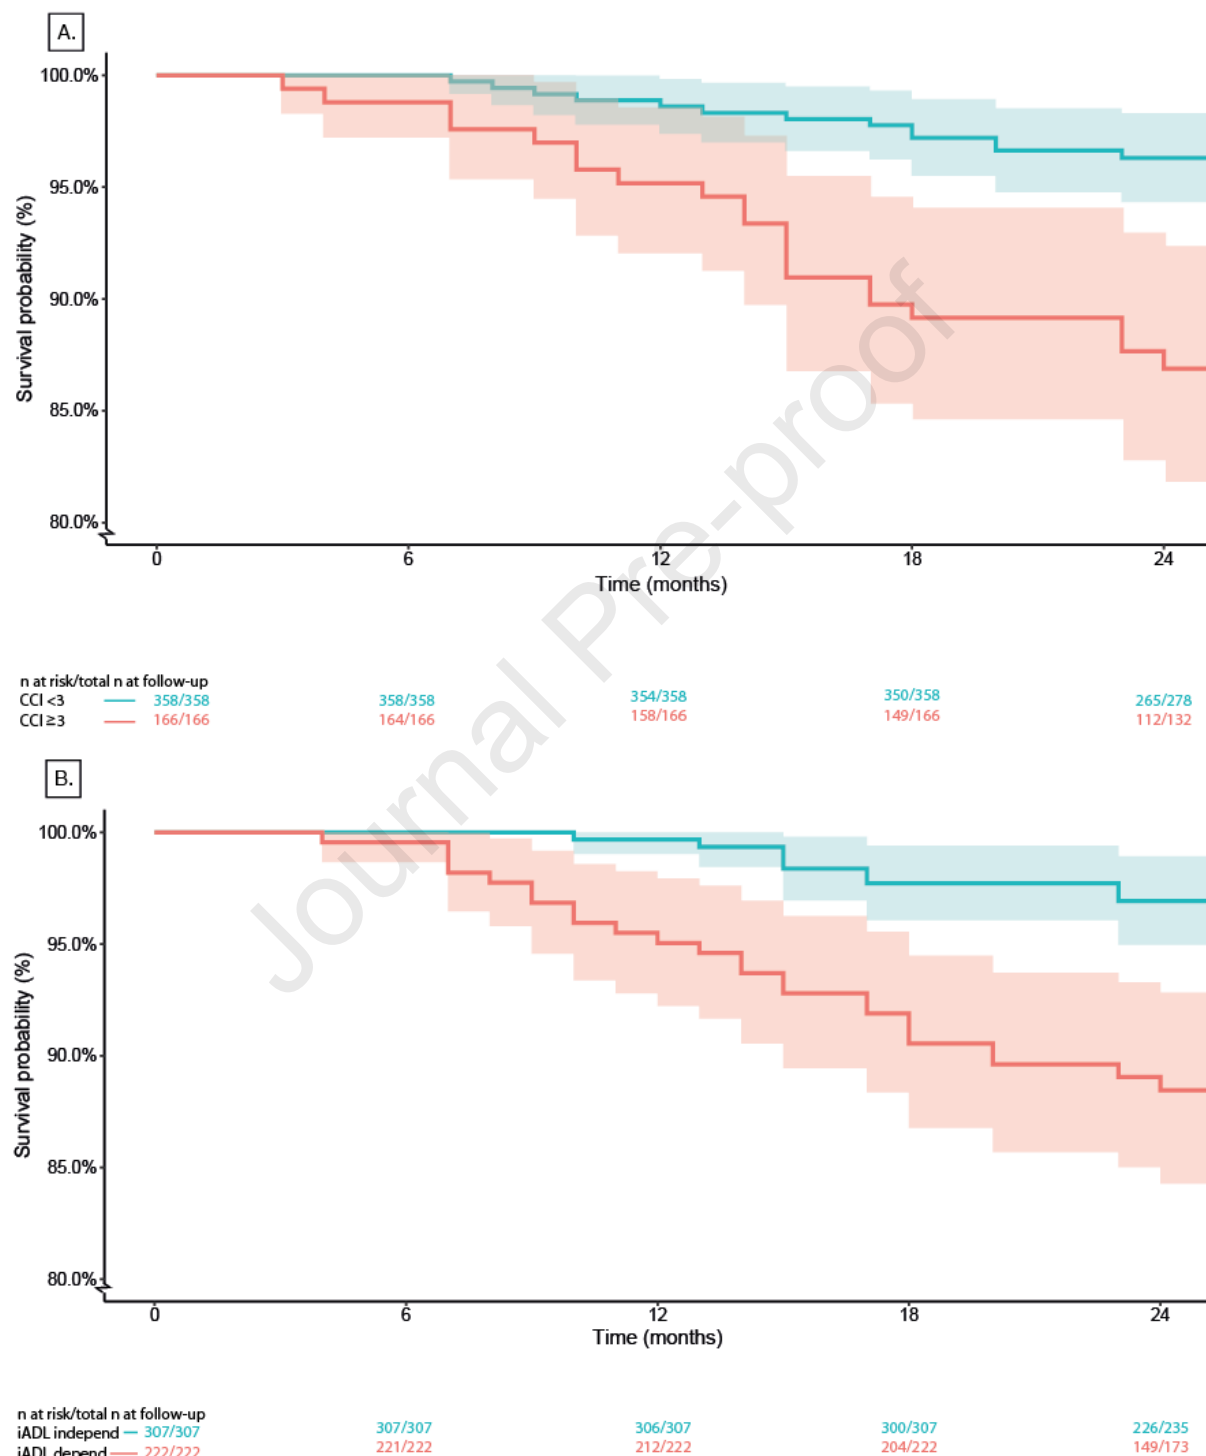 A.
100.0%
95.0%
90.0%
85.0%
80.0%
Survival probability (%)
0 6 12 18 24
Time (months)
n at risk/total n at follow-up
CCI <3 358/358 358/358 354/358 350/358 265/278
CCI ≥3 166/166 164/166 158/166 149/166 112/132
Journal Pre-proof
B.
100.0%
95.0%
90.0%
85.0%
80.0%
Survival probability (%)
0 6 12 18 24
Time (months)
n at risk/total n at follow-up
iADL independ 307/307 307/307 306/307 300/307 226/235
iADL depend 222/222 221/222 212/222 204/222 149/173